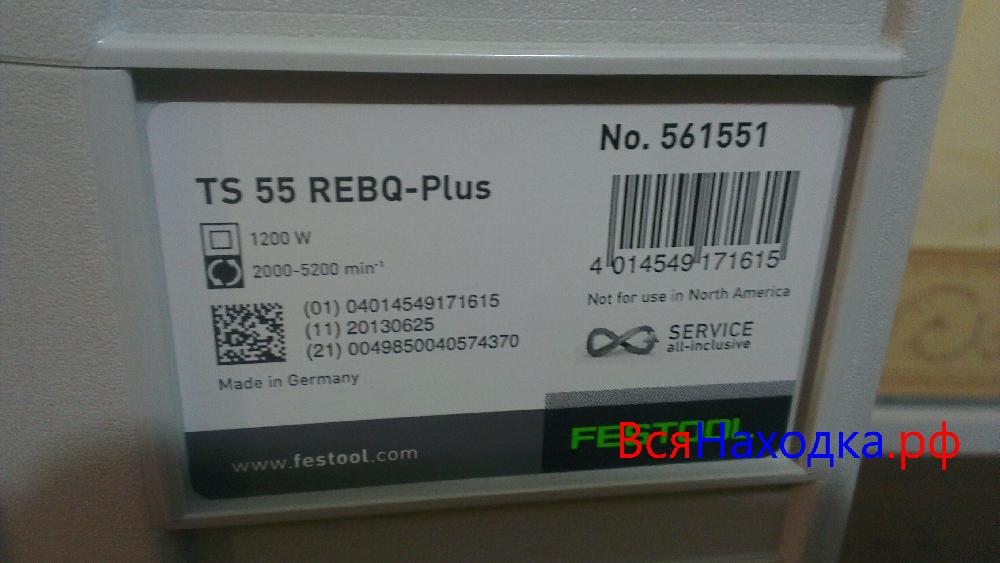 No. 561551
TS 55 REBQ-Plus
1200 W
2000-5200 min⁻¹
4 014549 171615
Not for use in North America
(01) 04014549171615
(11) 20130625
(21) 0049850040574370
SERVICE
all-inclusive
Made in Germany
FESTOOL
www.festool.com
ВсяНаходка.рф